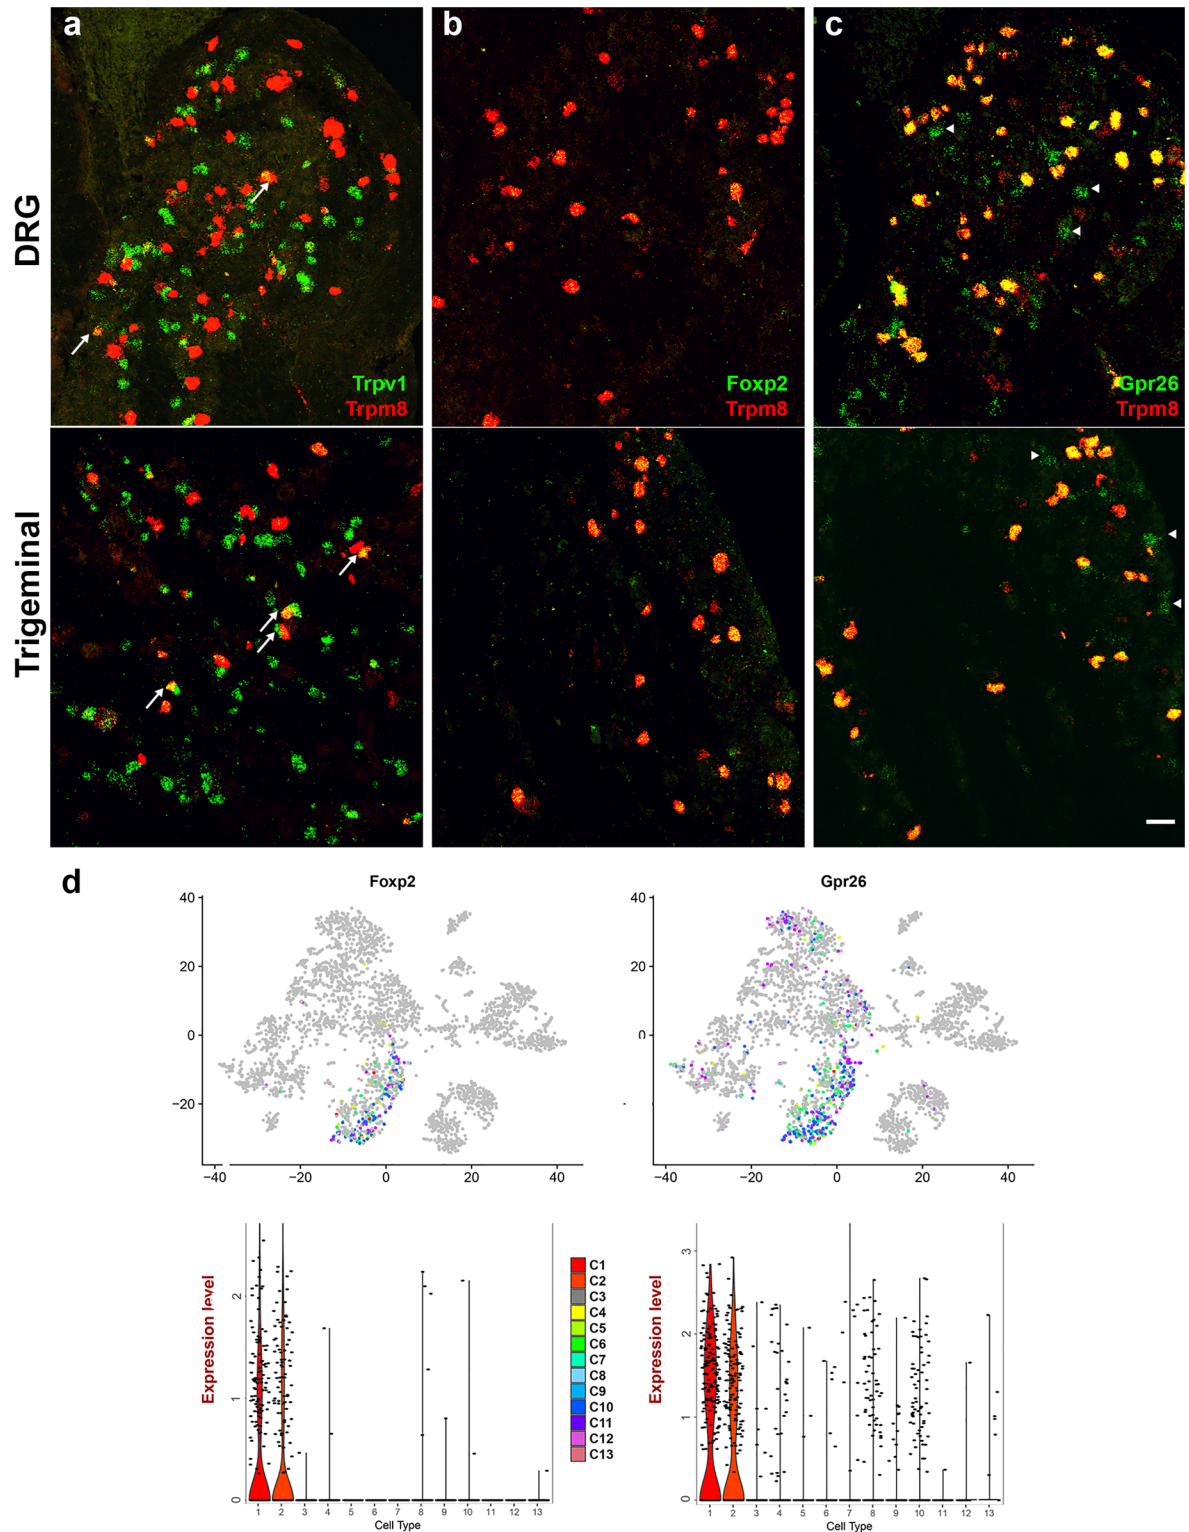 a
b
c
DRG
Trpv1
Trpm8
Foxp2
Trpm8
Gpr26
Trpm8
Trigeminal
d
Foxp2
Gpr26
40
20
0
−20
−40
−20
0
20
40
40
20
0
−20
−40
−20
0
20
40
Expression level
2
1
0
1 2 3 4 5 6 7 8 9 10 11 12 13
Cell Type
C1
C2
C3
C4
C5
C6
C7
C8
C9
C10
C11
C12
C13
Expression level
3
2
1
0
1 2 3 4 5 6 7 8 9 10 11 12 13
Cell Type